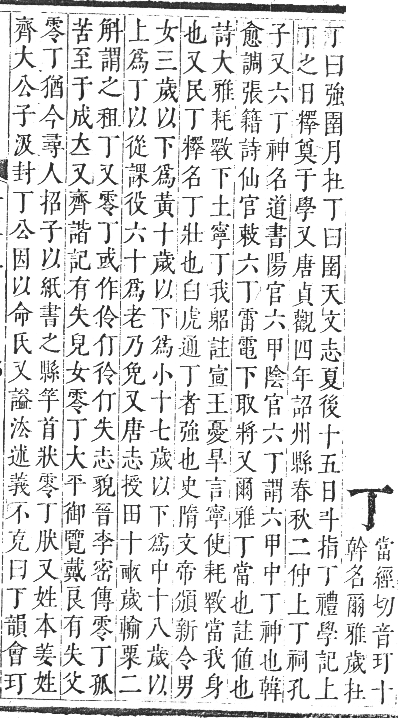 丁
當經切音玎十
幹名爾雅歲在
丁曰強圉月在丁曰圉天文志夏後十五日斗指丁禮學記上
丁之日釋奠于學又唐貞觀四年詔州縣春秋二仲上丁祠孔
子又六丁神名道書陽官六甲陰官六丁謂六甲中丁神也韓
愈調張籍詩仙官敕六丁雷電下取將又爾雅丁當也註値也
詩大雅耗斁下土寧丁我躬註宣王憂旱言寧使耗斁當我身
也又民丁釋名丁壯也白虎通丁者強也史隋文帝頒新令男
女三歲以下爲黃十歲以下爲小十七歲以下爲中十八歲以
上爲丁以從課役六十爲老乃免又唐志授田十畝歲輸粟二
斛謂之租丁又零丁或作伶仃彾仃失志貌晉李密傳零丁孤
苦至于成立又齊諧記有失兒女零丁大平御覽戴良有失父
零丁猶今尋人招子以紙書之縣竿首狀零丁肰又姓本姜姓
齊大公子汲封丁公因以命氏又謚法述義不克曰丁韻會玎